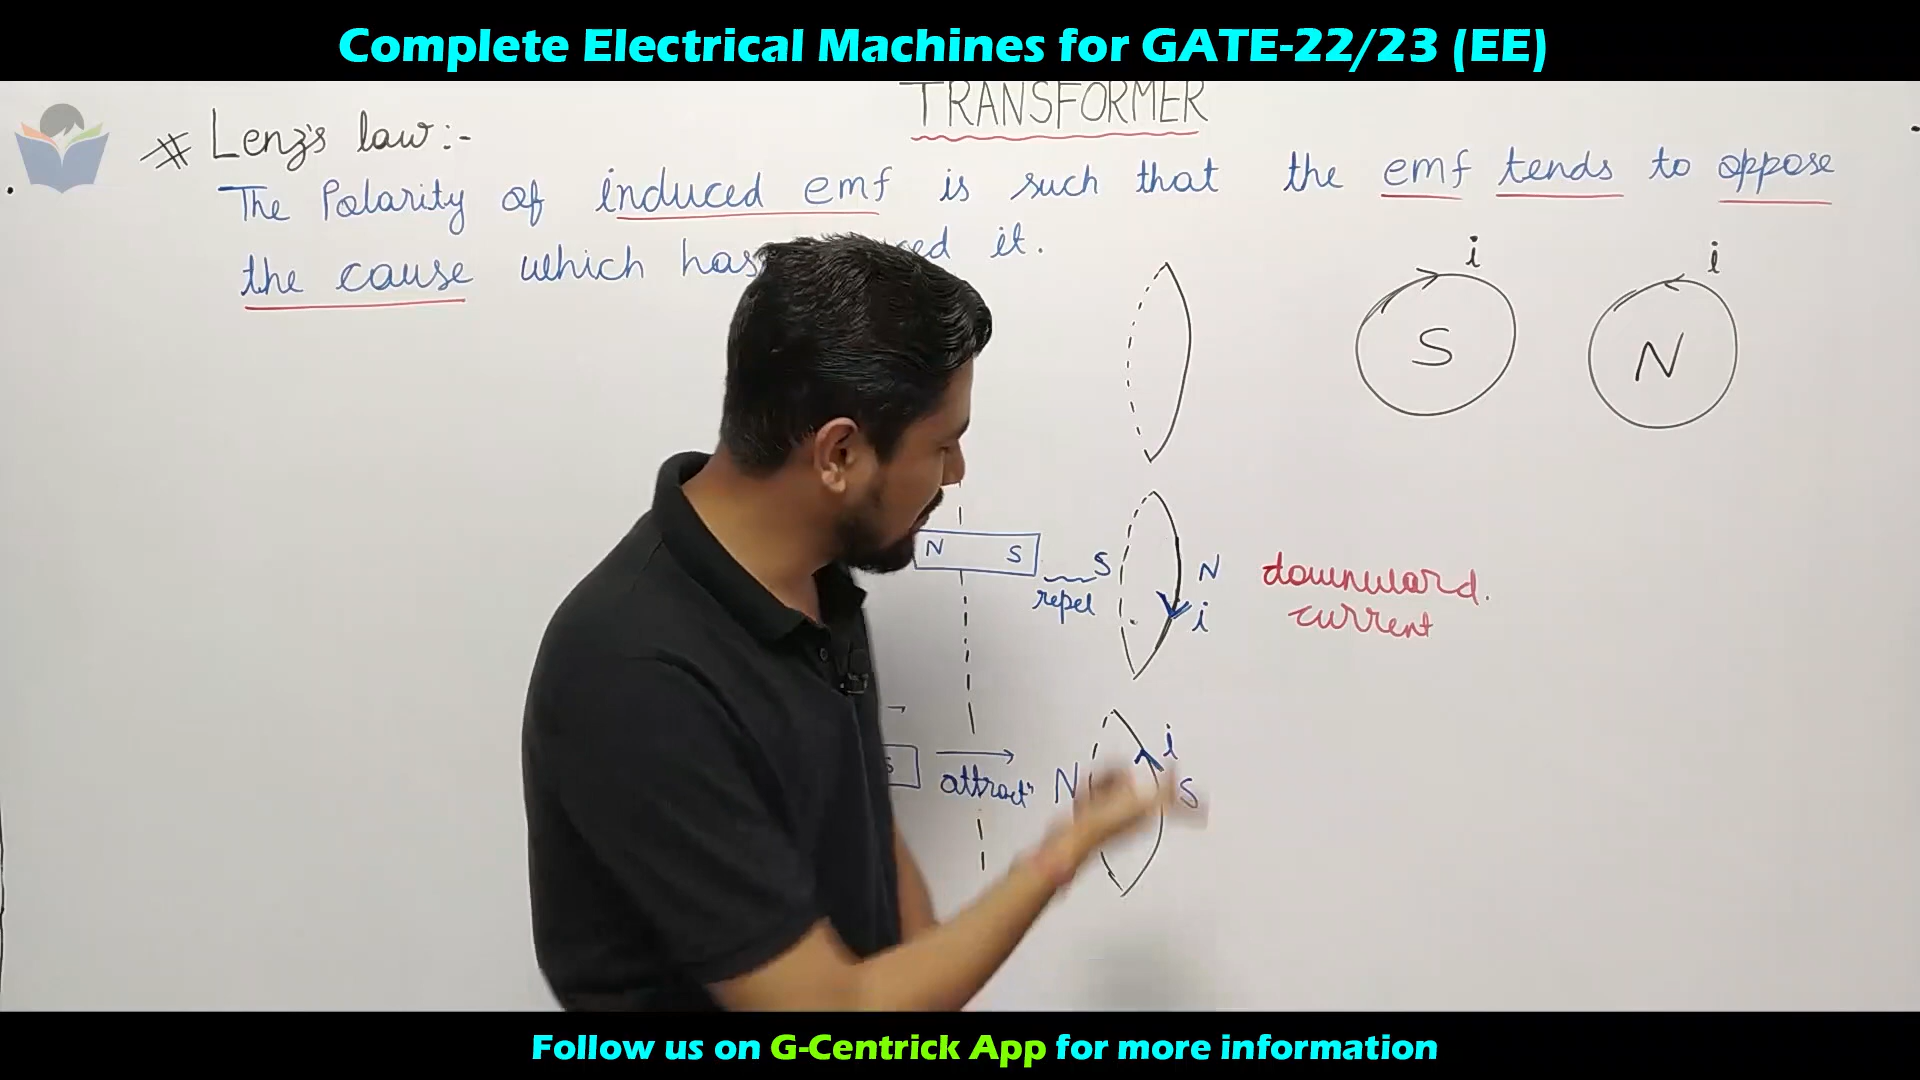 Complete Electrical Machines for GATE-22/23 (EE)
TRANSFORMER
# Lenz's law:-
The Polarity of induced emf is such that the emf tends to oppose
the cause which has it.
i
i
S
N
N S
S
N
repel
i
downward.
current
i
S
attract
N
S
Follow us on G-Centrick App for more information